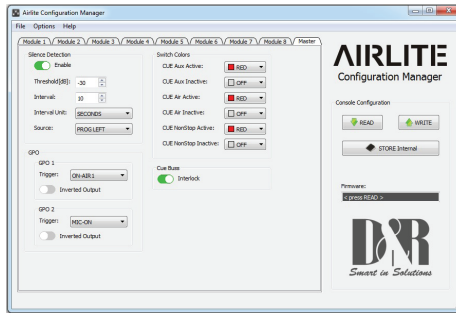 Airlite Configuration Manager
File Options Help
Module 1 Module 2 Module 3 Module 4 Module 5 Module 6 Module 7 Module 8 Master
Silence Detection
Enable
Threshold[dB]: -30
Interval: 10
Interval Unit: SECONDS
Source: PROG LEFT
GPO
GPO 1
Trigger: ON-AIR1
Inverted Output
GPO 2
Trigger: MIC-ON
Inverted Output
Switch Colors
CUE Aux Active: RED
CUE Aux Inactive: OFF
CUE Air Active: RED
CUE Air Inactive: OFF
CUE NonStop Active: RED
CUE NonStop Inactive: OFF
Cue Buss
Interlock
AIRLITE
Configuration Manager
Console Configuration
READ WRITE
STORE Internal
Firmware:
< press READ >
D&R
Smart in Solutions